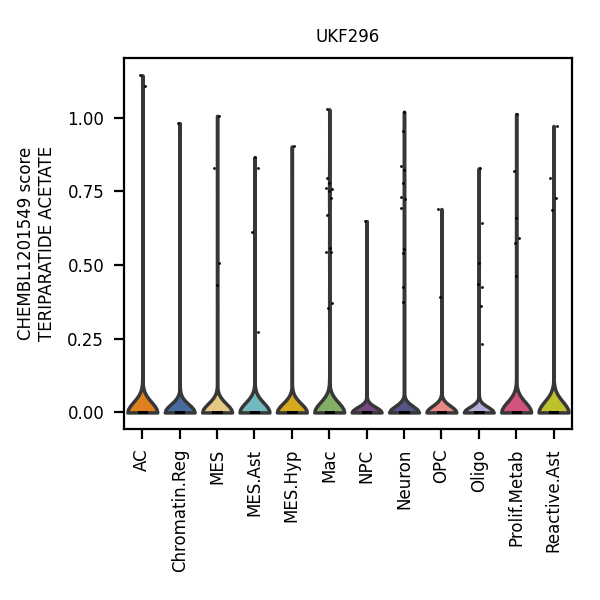 UKF296
CHEMBL1201549 score
TERIPARATIDE ACETATE
1.00
0.75
0.50
0.25
0.00
AC
Chromatin.Reg
MES
MES.Ast
MES.Hyp
Mac
NPC
Neuron
OPC
Oligo
Prolif.Metab
Reactive.Ast